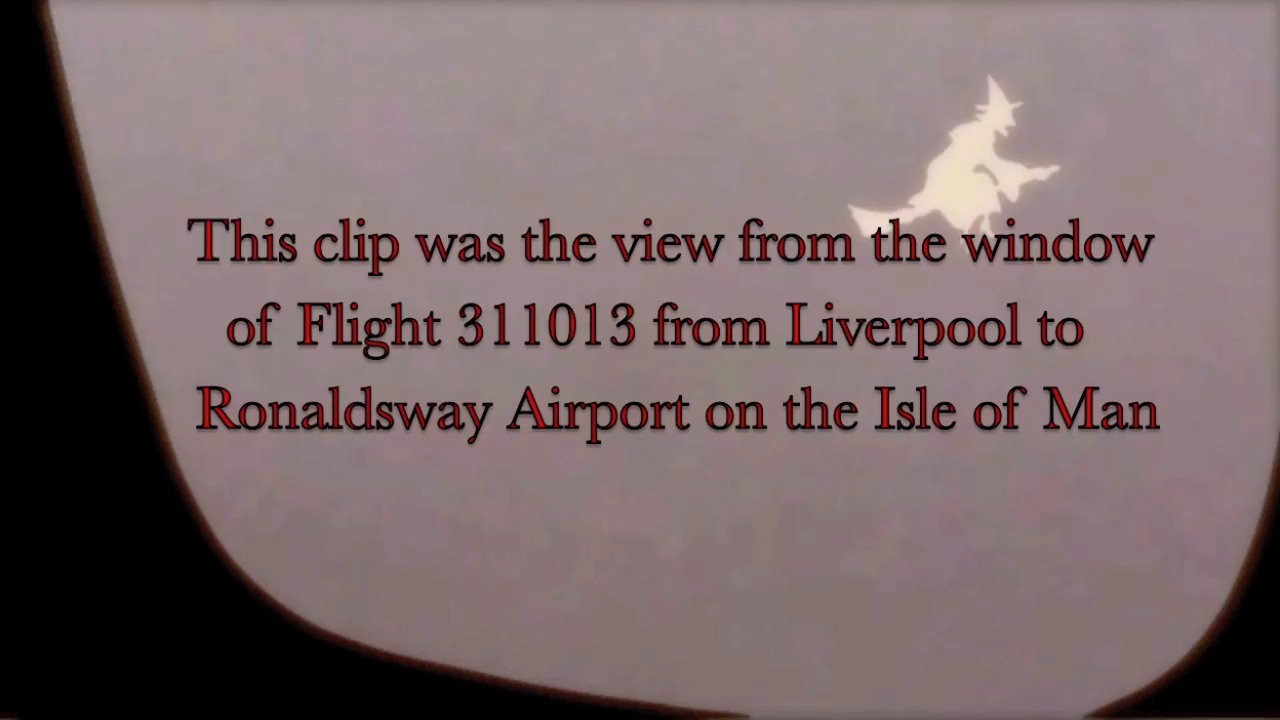 This clip was the view from the window
of Flight 311013 from Liverpool to
Ronaldsway Airport on the Isle of Man